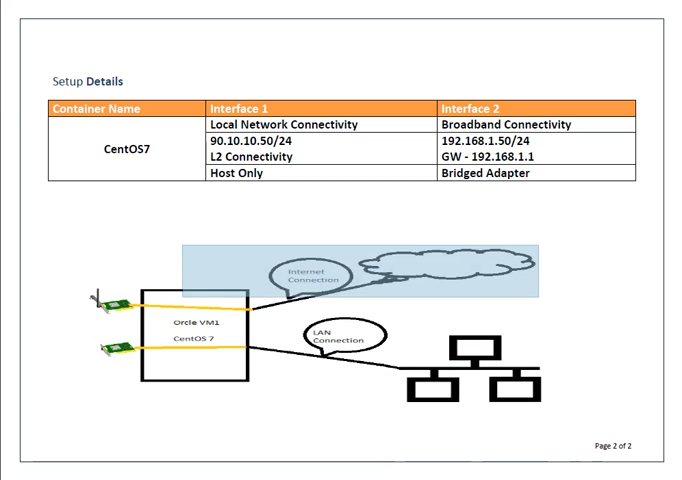 Setup Details
Container Name Interface 1 Interface 2
CentOS7
Local Network Connectivity Broadband Connectivity
90.10.10.50/24 192.168.1.50/24
L2 Connectivity GW - 192.168.1.1
Host Only Bridged Adapter
Internet
Connection
Orcle VM1
CentOS 7
LAN
Connection
Page 2 of 2